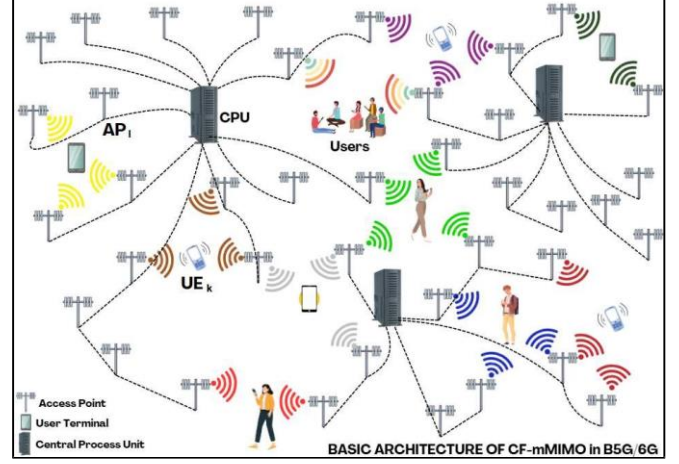 CPU
AP l
Users
UE k
Access Point
User Terminal
Central Process Unit
BASIC ARCHITECTURE OF CF-mMIMO in B5G/6G